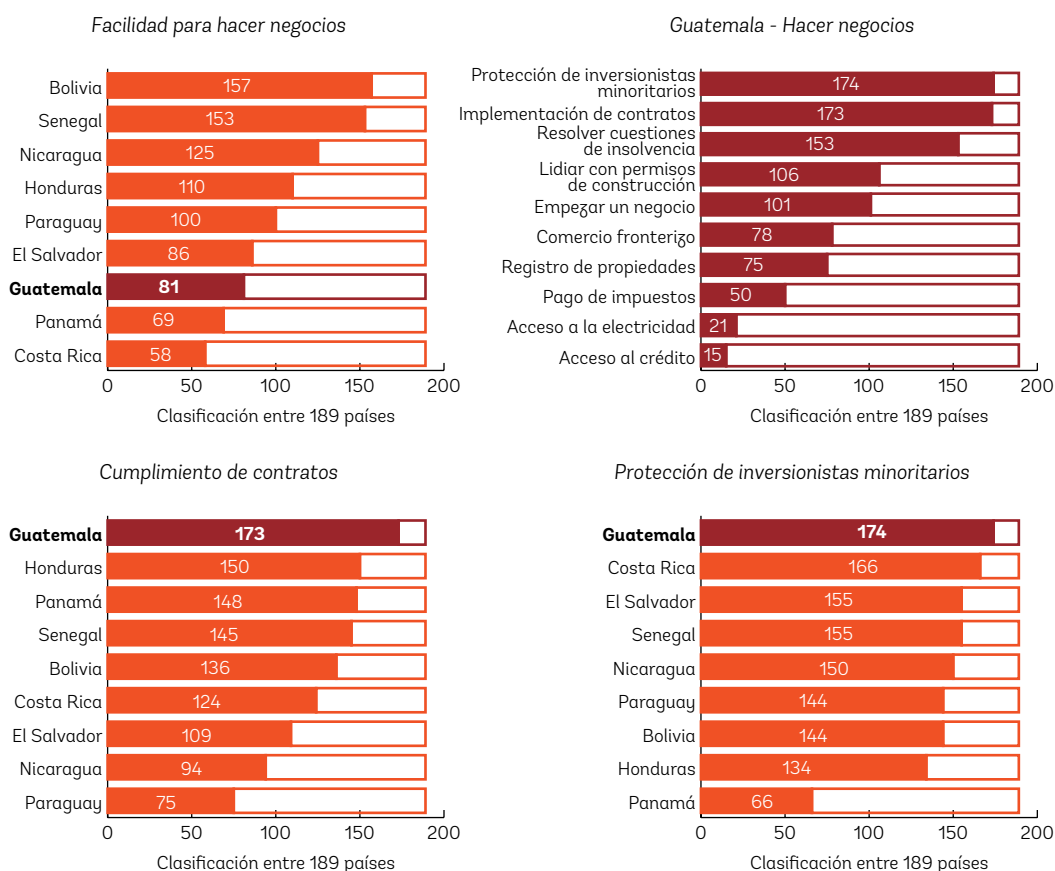 Facilidad para hacer negocios
Bolivia 157
Senegal 153
Nicaragua 125
Honduras 110
Paraguay 100
El Salvador 86
Guatemala 81
Panamá 69
Costa Rica 58
0 50 100 150 200
Clasificación entre 189 países
Guatemala - Hacer negocios
Protección de inversionistas
minoritarios 174
Implementación de contratos 173
Resolver cuestiones
de insolvencia 153
Lidiar con permisos
de construcción 106
Empezar un negocio 101
Comercio fronterizo 78
Registro de propiedades 75
Pago de impuestos 50
Acceso a la electricidad 21
Acceso al crédito 15
0 50 100 150 200
Clasificación entre 189 países
Cumplimiento de contratos
Guatemala 173
Honduras 150
Panamá 148
Senegal 145
Bolivia 136
Costa Rica 124
El Salvador 109
Nicaragua 94
Paraguay 75
0 50 100 150 200
Clasificación entre 189 países
Protección de inversionistas minoritarios
Guatemala 174
Costa Rica 166
El Salvador 155
Senegal 155
Nicaragua 150
Paraguay 144
Bolivia 144
Honduras 134
Panamá 66
0 50 100 150 200
Clasificación entre 189 países